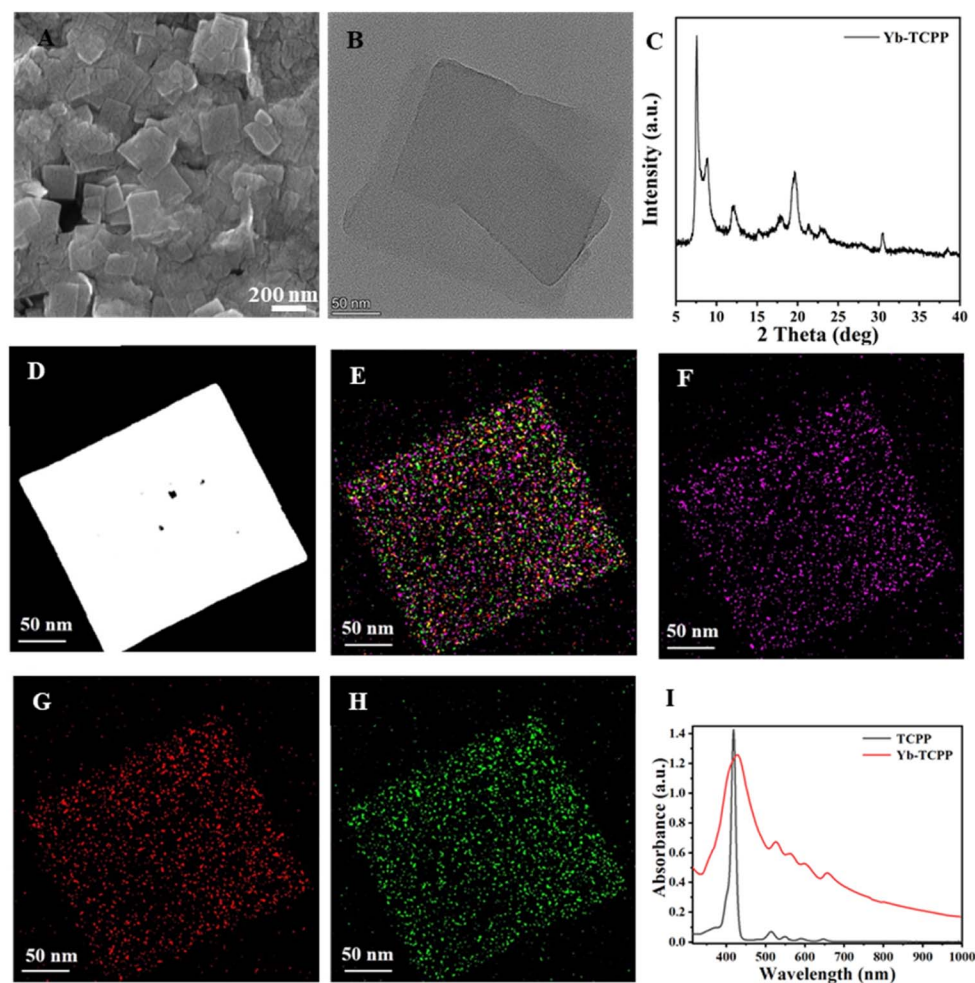 A
200 nm
B
50 nm
C
Yb-TCPP
Intensity (a.u.)
5 10 15 20 25 30 35 40
2 Theta (deg)
D
50 nm
E
50 nm
F
50 nm
G
50 nm
H
50 nm
I
TCPP
Yb-TCPP
1.4
1.2
1.0
0.8
0.6
0.4
0.2
0.0
Absorbance (a.u.)
400 500 600 700 800 900 1000
Wavelength (nm)